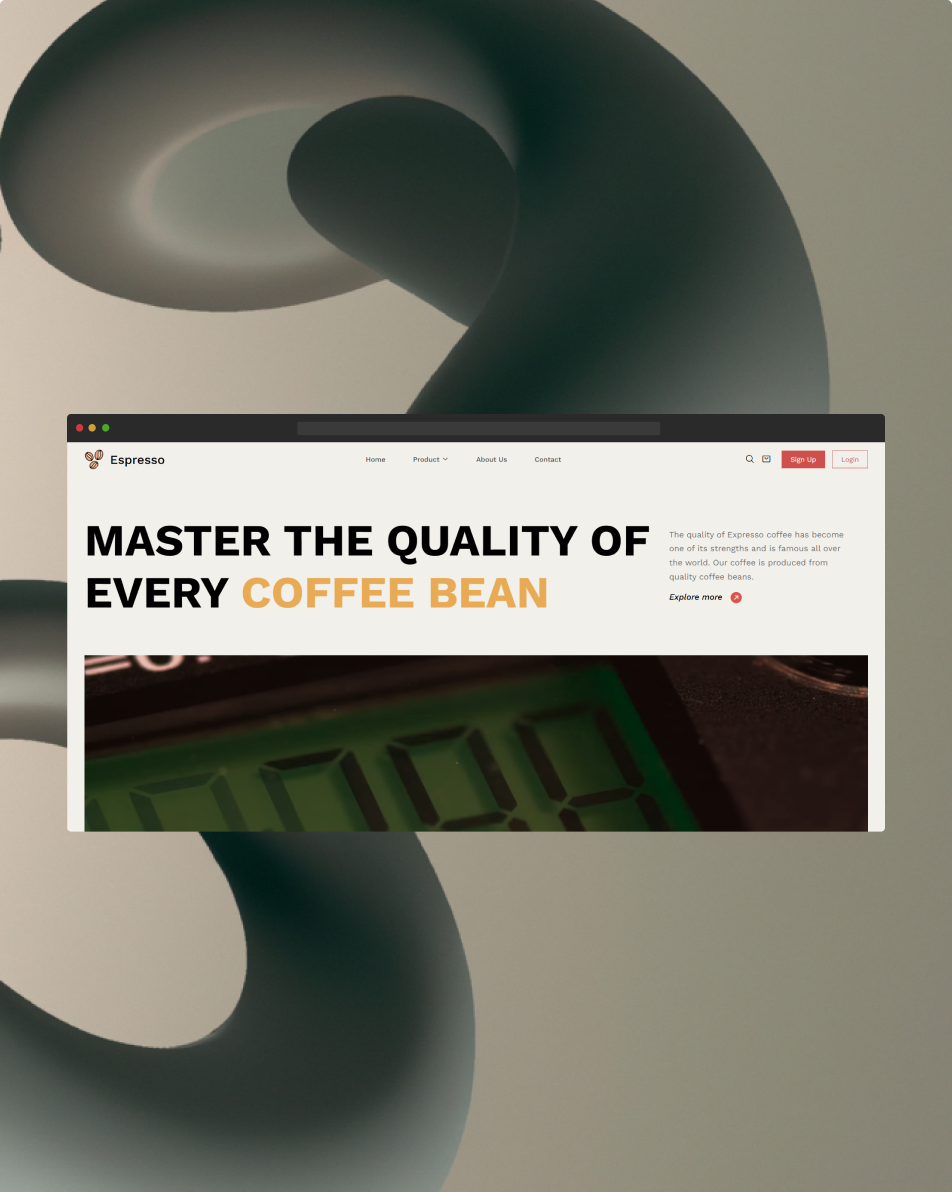 Espresso
Home
Product
About Us
Contact
Sign Up
Login
MASTER THE QUALITY OF
EVERY COFFEE BEAN
The quality of Expresso coffee has become
one of its strengths and is famous all over
the world. Our coffee is produced from
quality coffee beans.
Explore more